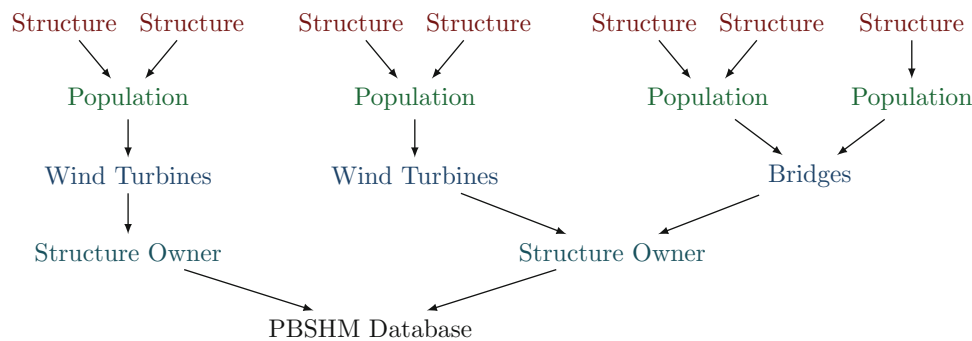 Structure Structure Structure Structure Structure Structure Structure
Population Population Population Population
Wind Turbines Wind Turbines Bridges
Structure Owner Structure Owner
PBSHM Database